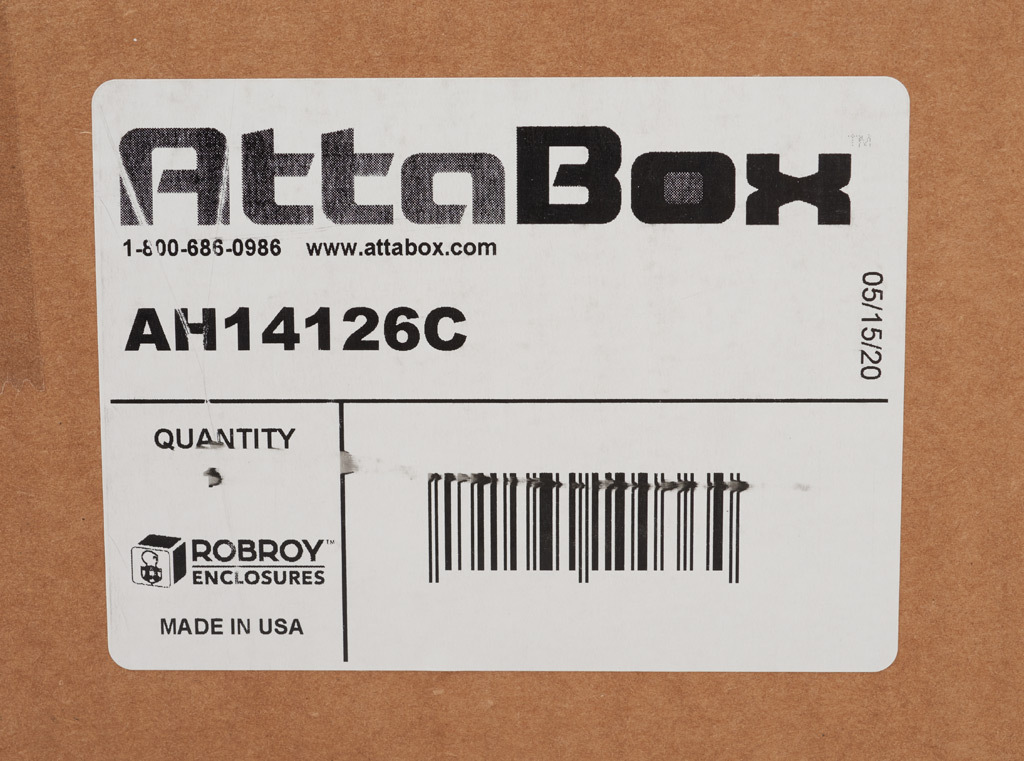 AttaBox ™
1-800-686-0986 www.attabox.com
AH14126C
05/15/20
QUANTITY
ROBROY™
ENCLOSURES
MADE IN USA